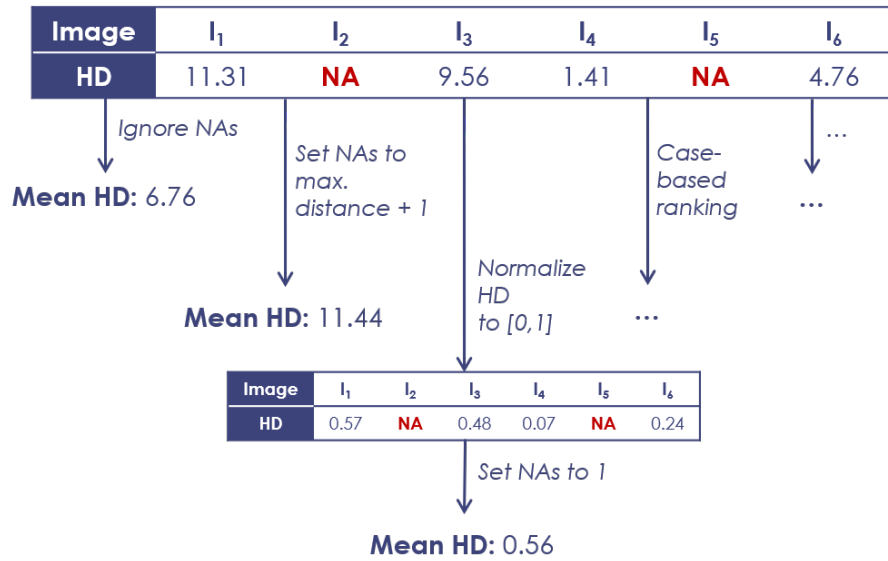 Image I₁ I₂ I₃ I₄ I₅ I₆
HD 11.31 NA 9.56 1.41 NA 4.76
Ignore NAs
Mean HD: 6.76
Set NAs to
max.
distance + 1
Mean HD: 11.44
Normalize
HD
to [0,1]
Case-
based
ranking
...
...
...
Image I₁ I₂ I₃ I₄ I₅ I₆
HD 0.57 NA 0.48 0.07 NA 0.24
Set NAs to 1
Mean HD: 0.56